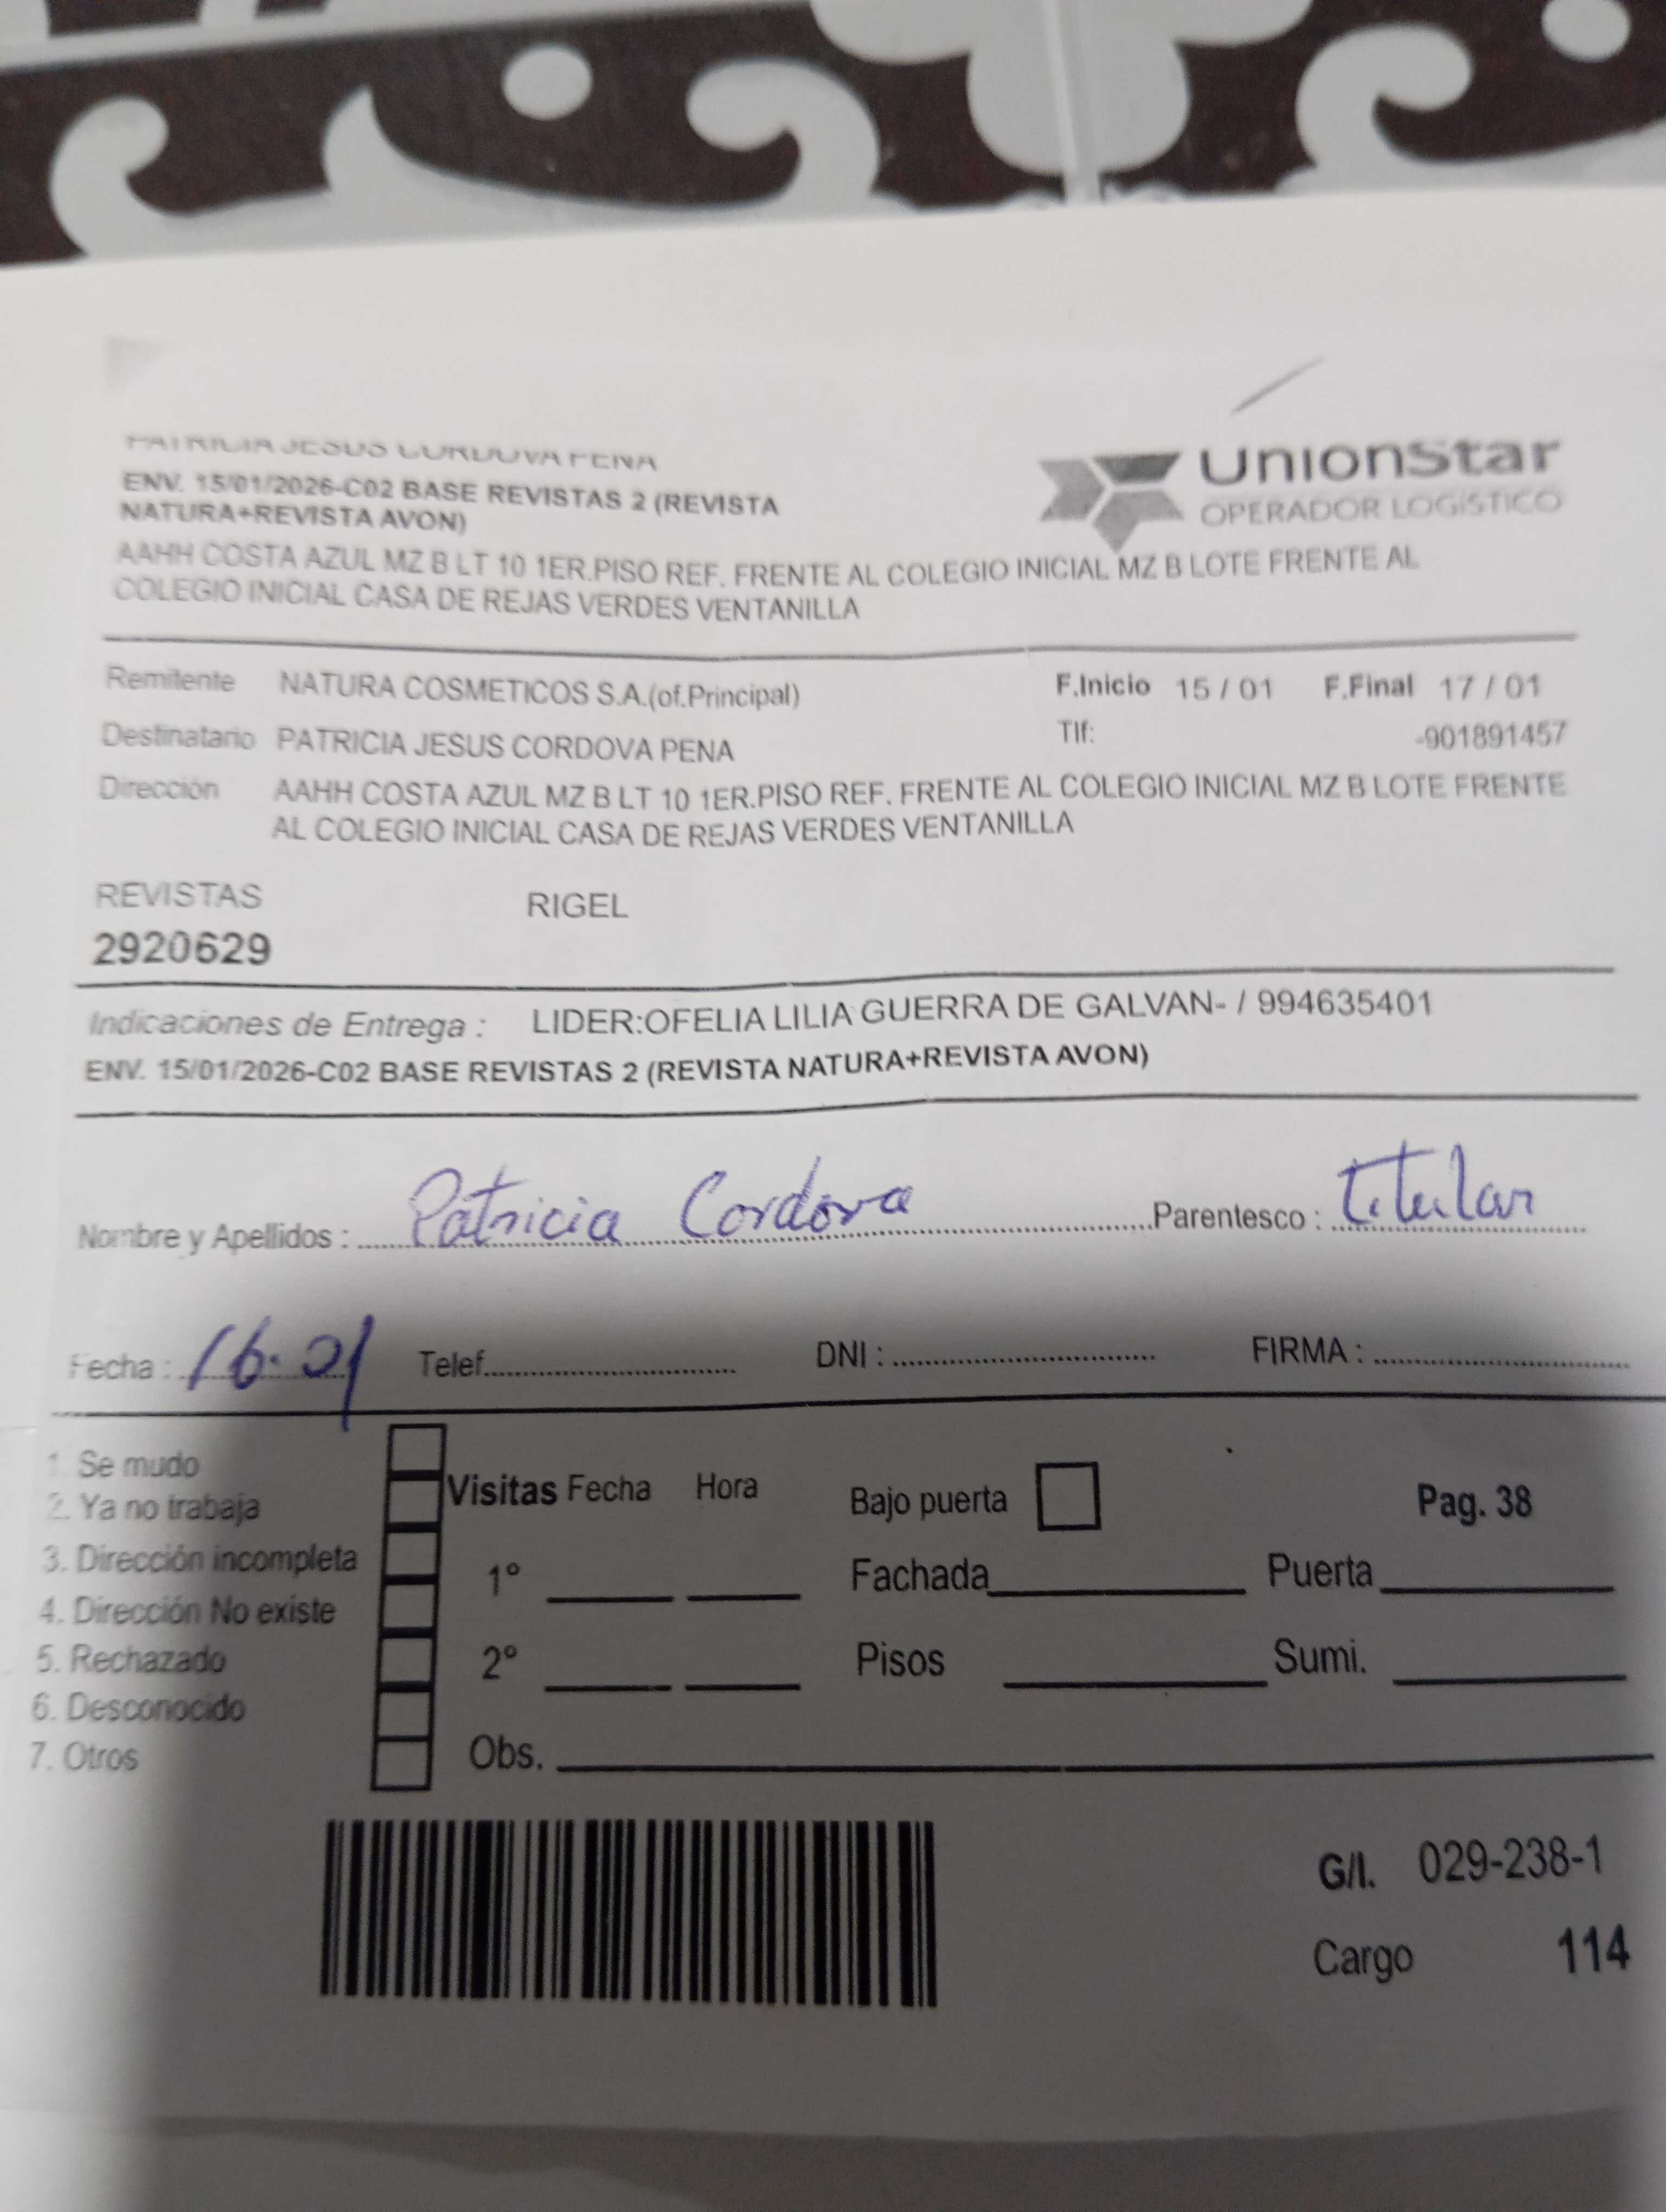 PATRICIA JESUS CORDOVA PENA
UnionStar
OPERADOR LOGÍSTICO
ENV. 15/01/2026-C02 BASE REVISTAS 2 (REVISTA
NATURA+REVISTA AVON)
AAHH COSTA AZUL MZ B LT 10 1ER.PISO REF. FRENTE AL COLEGIO INICIAL MZ B LOTE FRENTE AL
COLEGIO INICIAL CASA DE REJAS VERDES VENTANILLA
Remitente NATURA COSMETICOS S.A.(of.Principal) F.Inicio 15 / 01 F.Final 17 / 01
Destinatario PATRICIA JESUS CORDOVA PENA Tlf: -901891457
Dirección AAHH COSTA AZUL MZ B LT 10 1ER.PISO REF. FRENTE AL COLEGIO INICIAL MZ B LOTE FRENTE
AL COLEGIO INICIAL CASA DE REJAS VERDES VENTANILLA
REVISTAS RIGEL
2920629
Indicaciones de Entrega : LIDER:OFELIA LILIA GUERRA DE GALVAN- / 994635401
ENV. 15/01/2026-C02 BASE REVISTAS 2 (REVISTA NATURA+REVISTA AVON)
Nombre y Apellidos : Patricia Cordova Parentesco : titular
Fecha : 16.01 Telef. DNI : FIRMA :
1. Se mudo
2. Ya no trabaja
3. Dirección incompleta
4. Dirección No existe
5. Rechazado
6. Desconocido
7. Otros
Visitas Fecha Hora
1°
2°
Obs.
Bajo puerta Pag. 38
Fachada Puerta
Pisos Sumi.
G/I. 029-238-1
Cargo 114